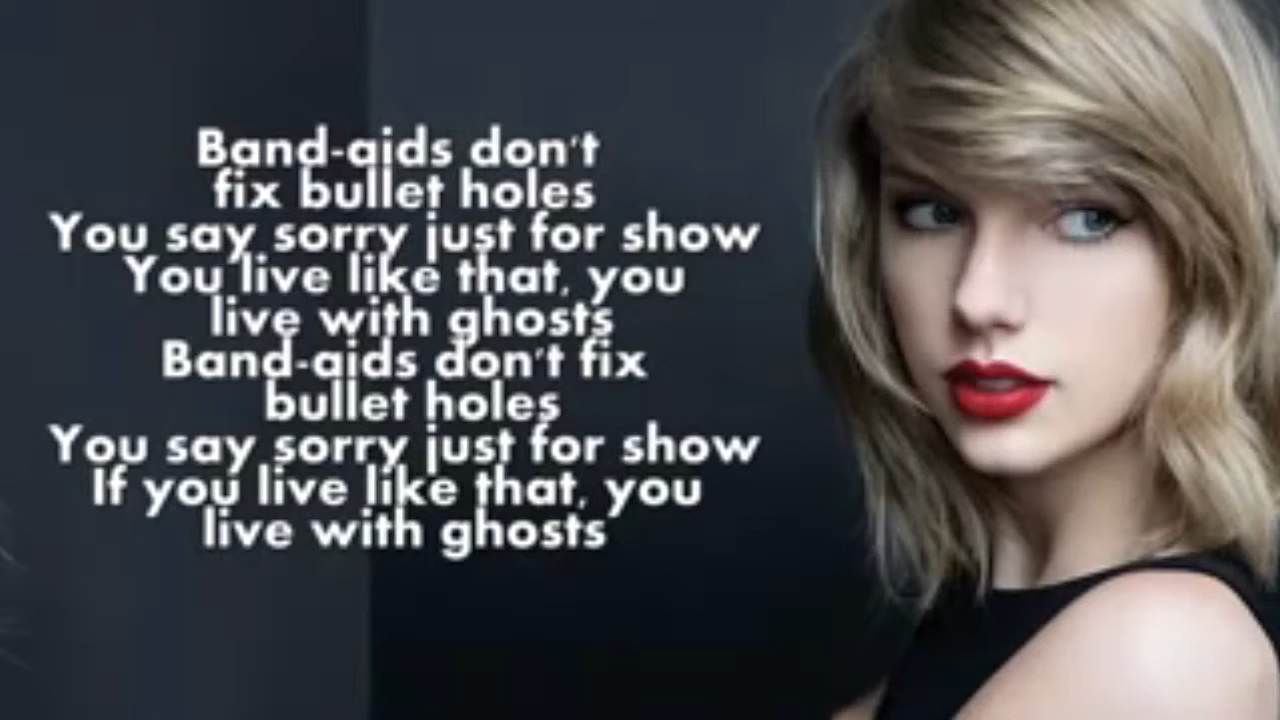 Band-aids don't
fix bullet holes
You say sorry just for show
You live like that, you
live with ghosts
Band-aids don't fix
bullet holes
You say sorry just for show
If you live like that, you
live with ghosts